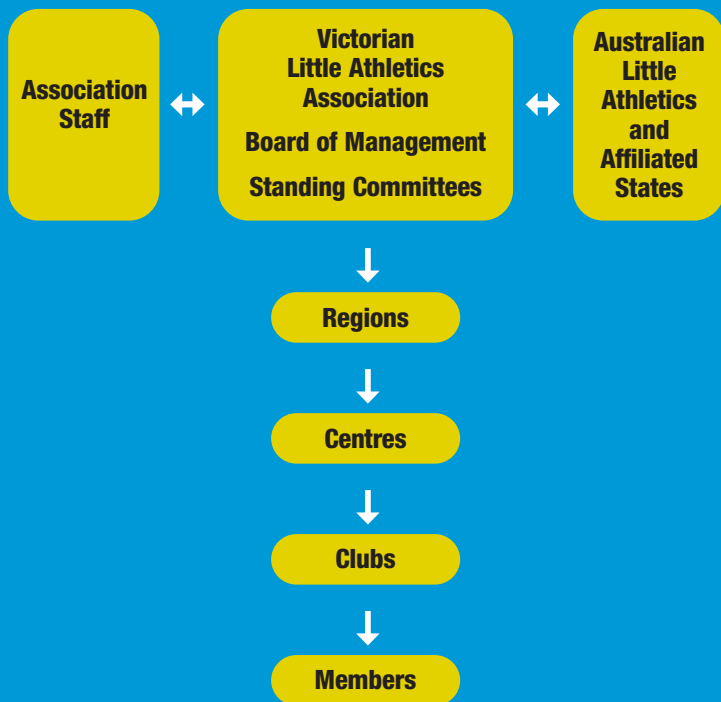 Association
Staff
Victorian
Little Athletics
Association
Board of Management
Standing Committees
Australian
Little
Athletics
and
Affiliated
States
Regions
Centres
Clubs
Members